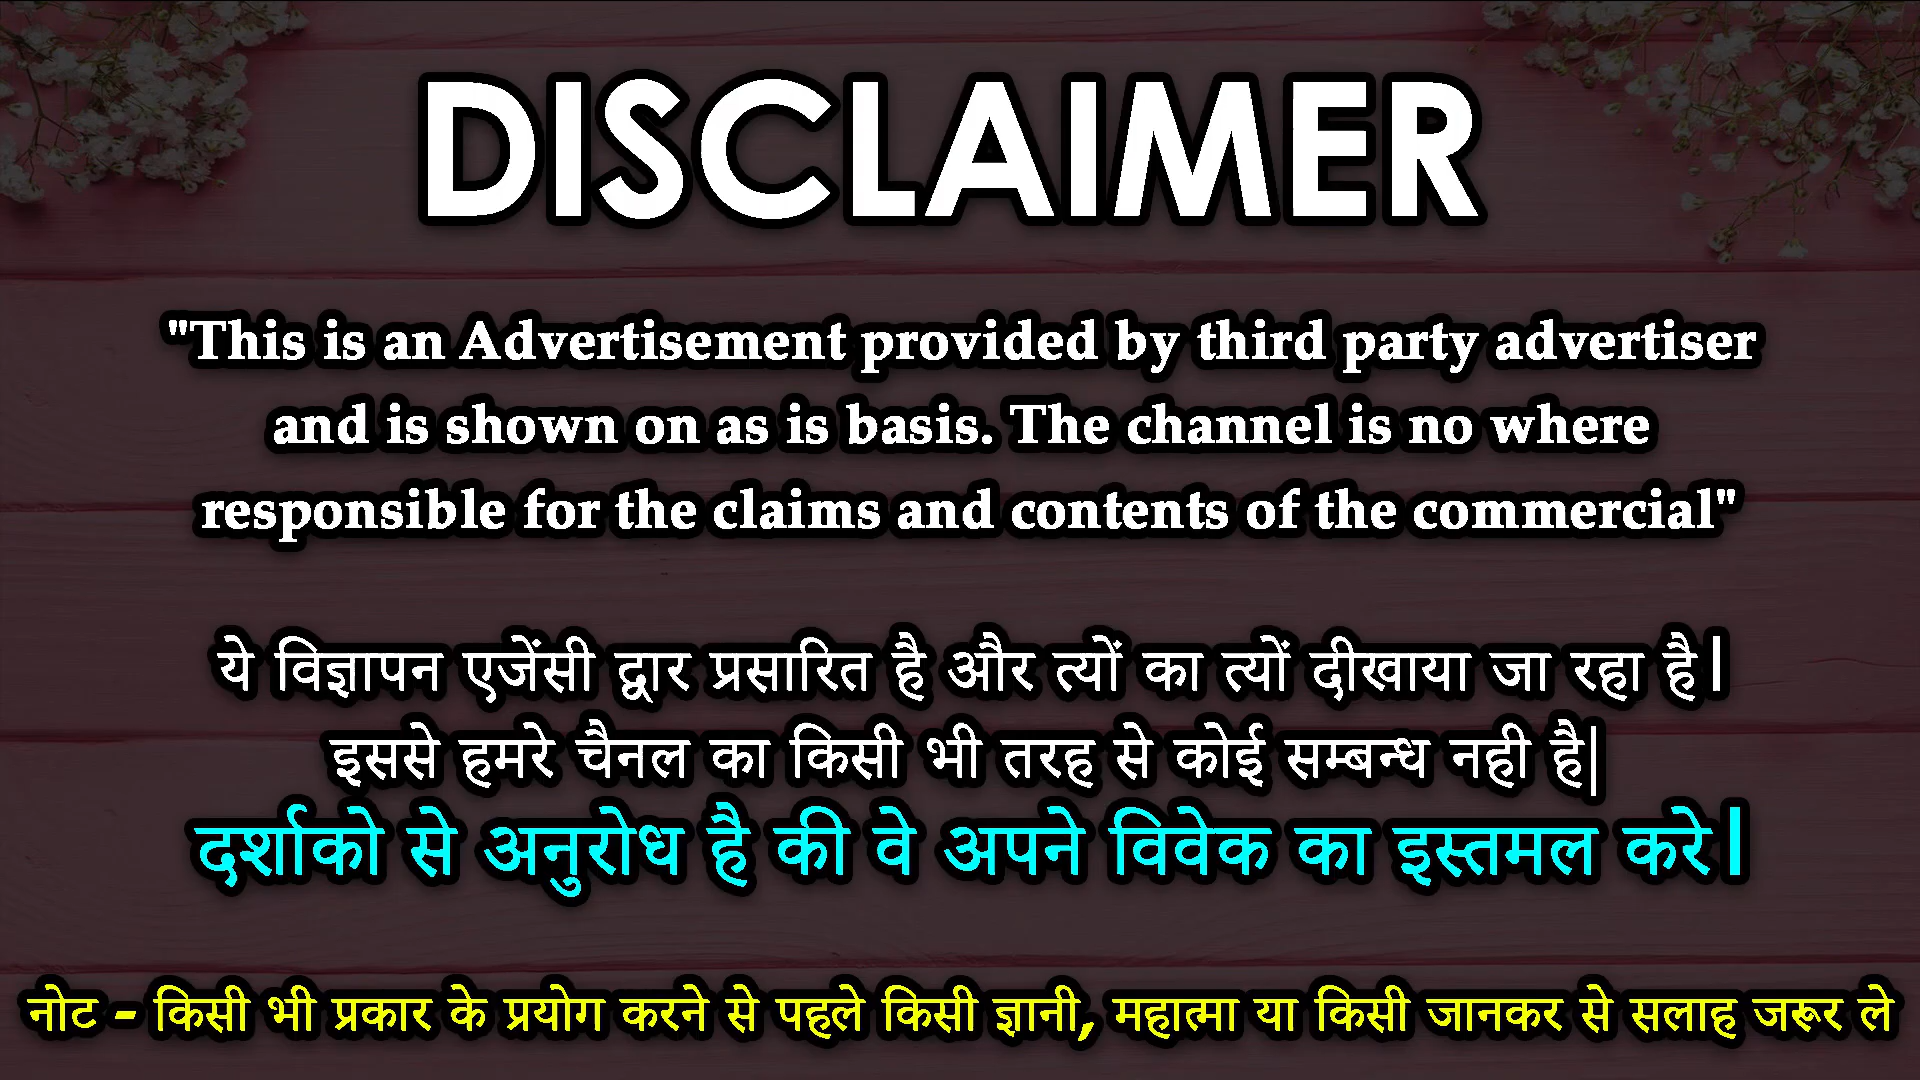 DISCLAIMER
"This is an Advertisement provided by third party advertiser
and is shown on as is basis. The channel is no where
responsible for the claims and contents of the commercial"
ये विज्ञापन एजेंसी द्वार प्रसारित है और त्यों का त्यों दीखाया जा रहा है।
इससे हमरे चैनल का किसी भी तरह से कोई सम्बन्ध नही है|
दर्शाको से अनुरोध है की वे अपने विवेक का इस्तमल करे।
नोट - किसी भी प्रकार के प्रयोग करने से पहले किसी ज्ञानी, महात्मा या किसी जानकर से सलाह जरूर ले